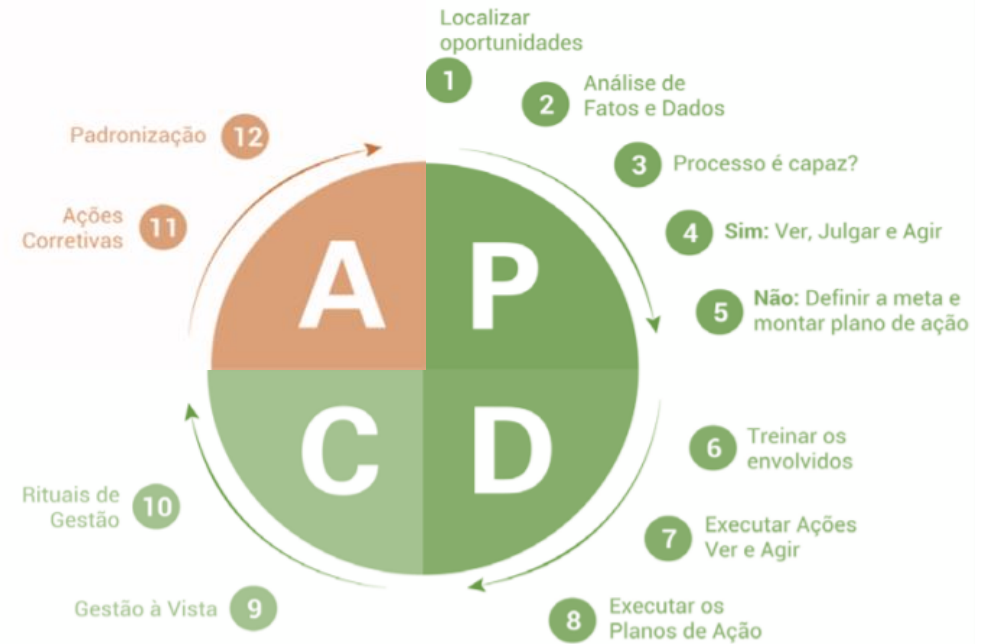 Localizar
oportunidades
1
2
Análise de
Fatos e Dados
3
Processo é capaz?
4
Sim: Ver, Julgar e Agir
5
Não: Definir a meta e
montar plano de ação
6
Treinar os
envolvidos
7
Executar Ações
Ver e Agir
8
Executar os
Planos de Ação
Gestão à Vista
9
Rituais de
Gestão
10
Ações
Corretivas
11
Padronização
12
A
P
C
D